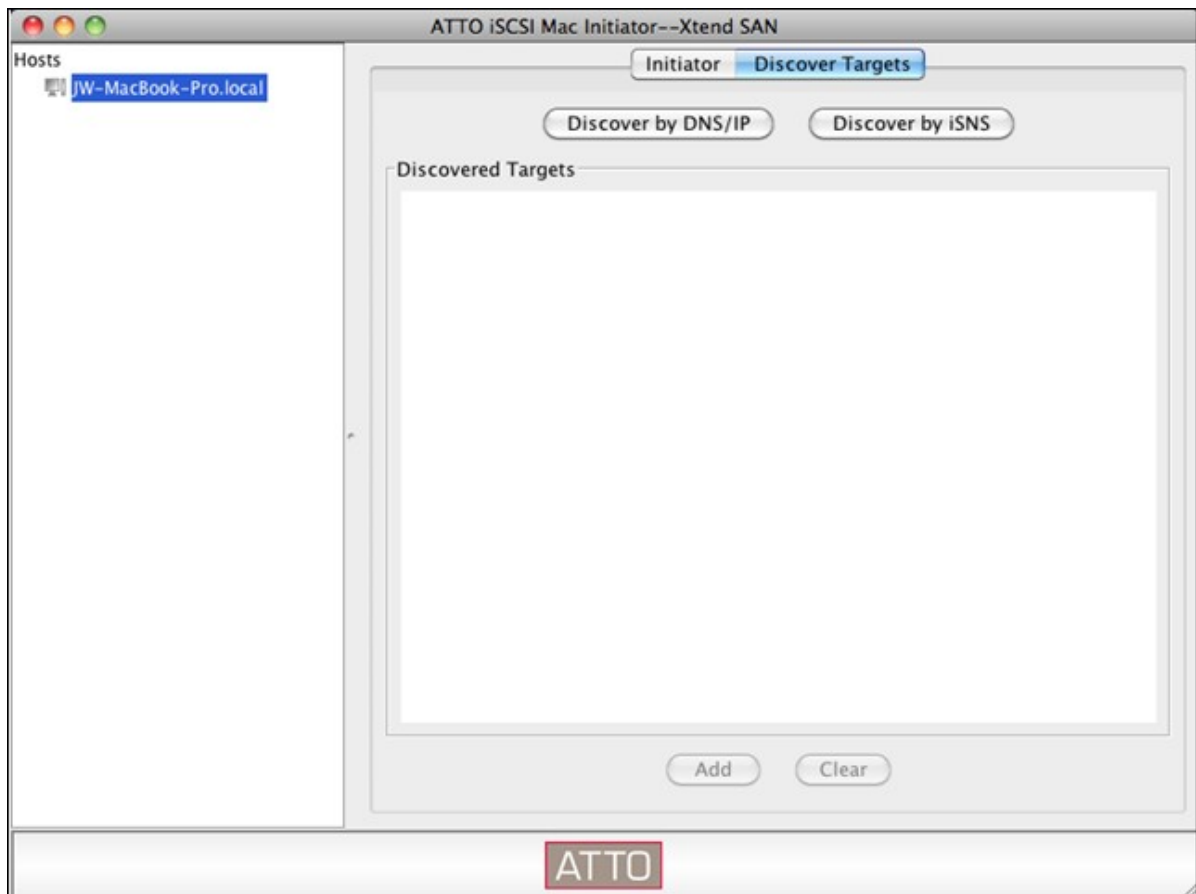 ATTO iSCSI Mac Initiator--Xtend SAN
Hosts
JW-MacBook-Pro.local
Initiator
Discover Targets
Discover by DNS/IP
Discover by iSNS
Discovered Targets
Add
Clear
ATTO